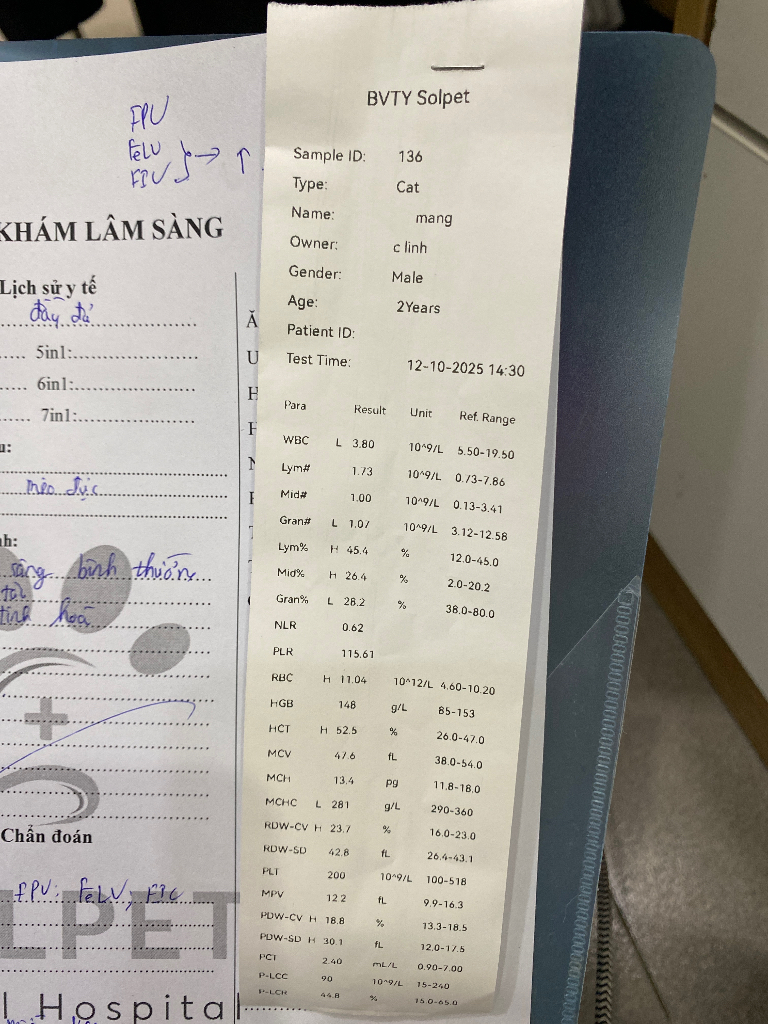 FPU
FeLV
FIV
KHÁM LÂM SÀNG
Lịch sử y tế
đầy đủ
5in1:
6in1:
7in1:
u:
mèo đực
nh:
sàng bình thường
tinh hoàn
Chẩn đoán
FPV: FeLV; FIC
LPET
l Hospital
BVTY Solpet
Sample ID: 136
Type: Cat
Name: mang
Owner: c linh
Gender: Male
Age: 2Years
Patient ID:
Test Time: 12-10-2025 14:30
Para Result Unit Ref. Range
WBC L 3.80 10^9/L 5.50-19.50
Lym# 1.73 10^9/L 0.73-7.86
Mid# 1.00 10^9/L 0.13-3.41
Gran# L 1.07 10^9/L 3.12-12.58
Lym% H 45.4 % 12.0-45.0
Mid% H 26.4 % 2.0-20.2
Gran% L 28.2 % 38.0-80.0
NLR 0.62
PLR 115.61
RBC H 11.04 10^12/L 4.60-10.20
HGB 148 g/L 85-153
HCT H 52.5 % 26.0-47.0
MCV 47.6 fL 38.0-54.0
MCH 13.4 pg 11.8-18.0
MCHC L 281 g/L 290-360
RDW-CV H 23.7 % 16.0-23.0
RDW-SD 42.8 fL 26.4-43.1
PLT 200 10^9/L 100-518
MPV 12.2 fL 9.9-16.3
PDW-CV H 18.8 % 13.3-18.5
PDW-SD H 30.1 fL 12.0-17.5
PCT 2.40 mL/L 0.90-7.00
P-LCC 90 10^9/L 15-240
P-LCR 44.8 % 15.0-65.0